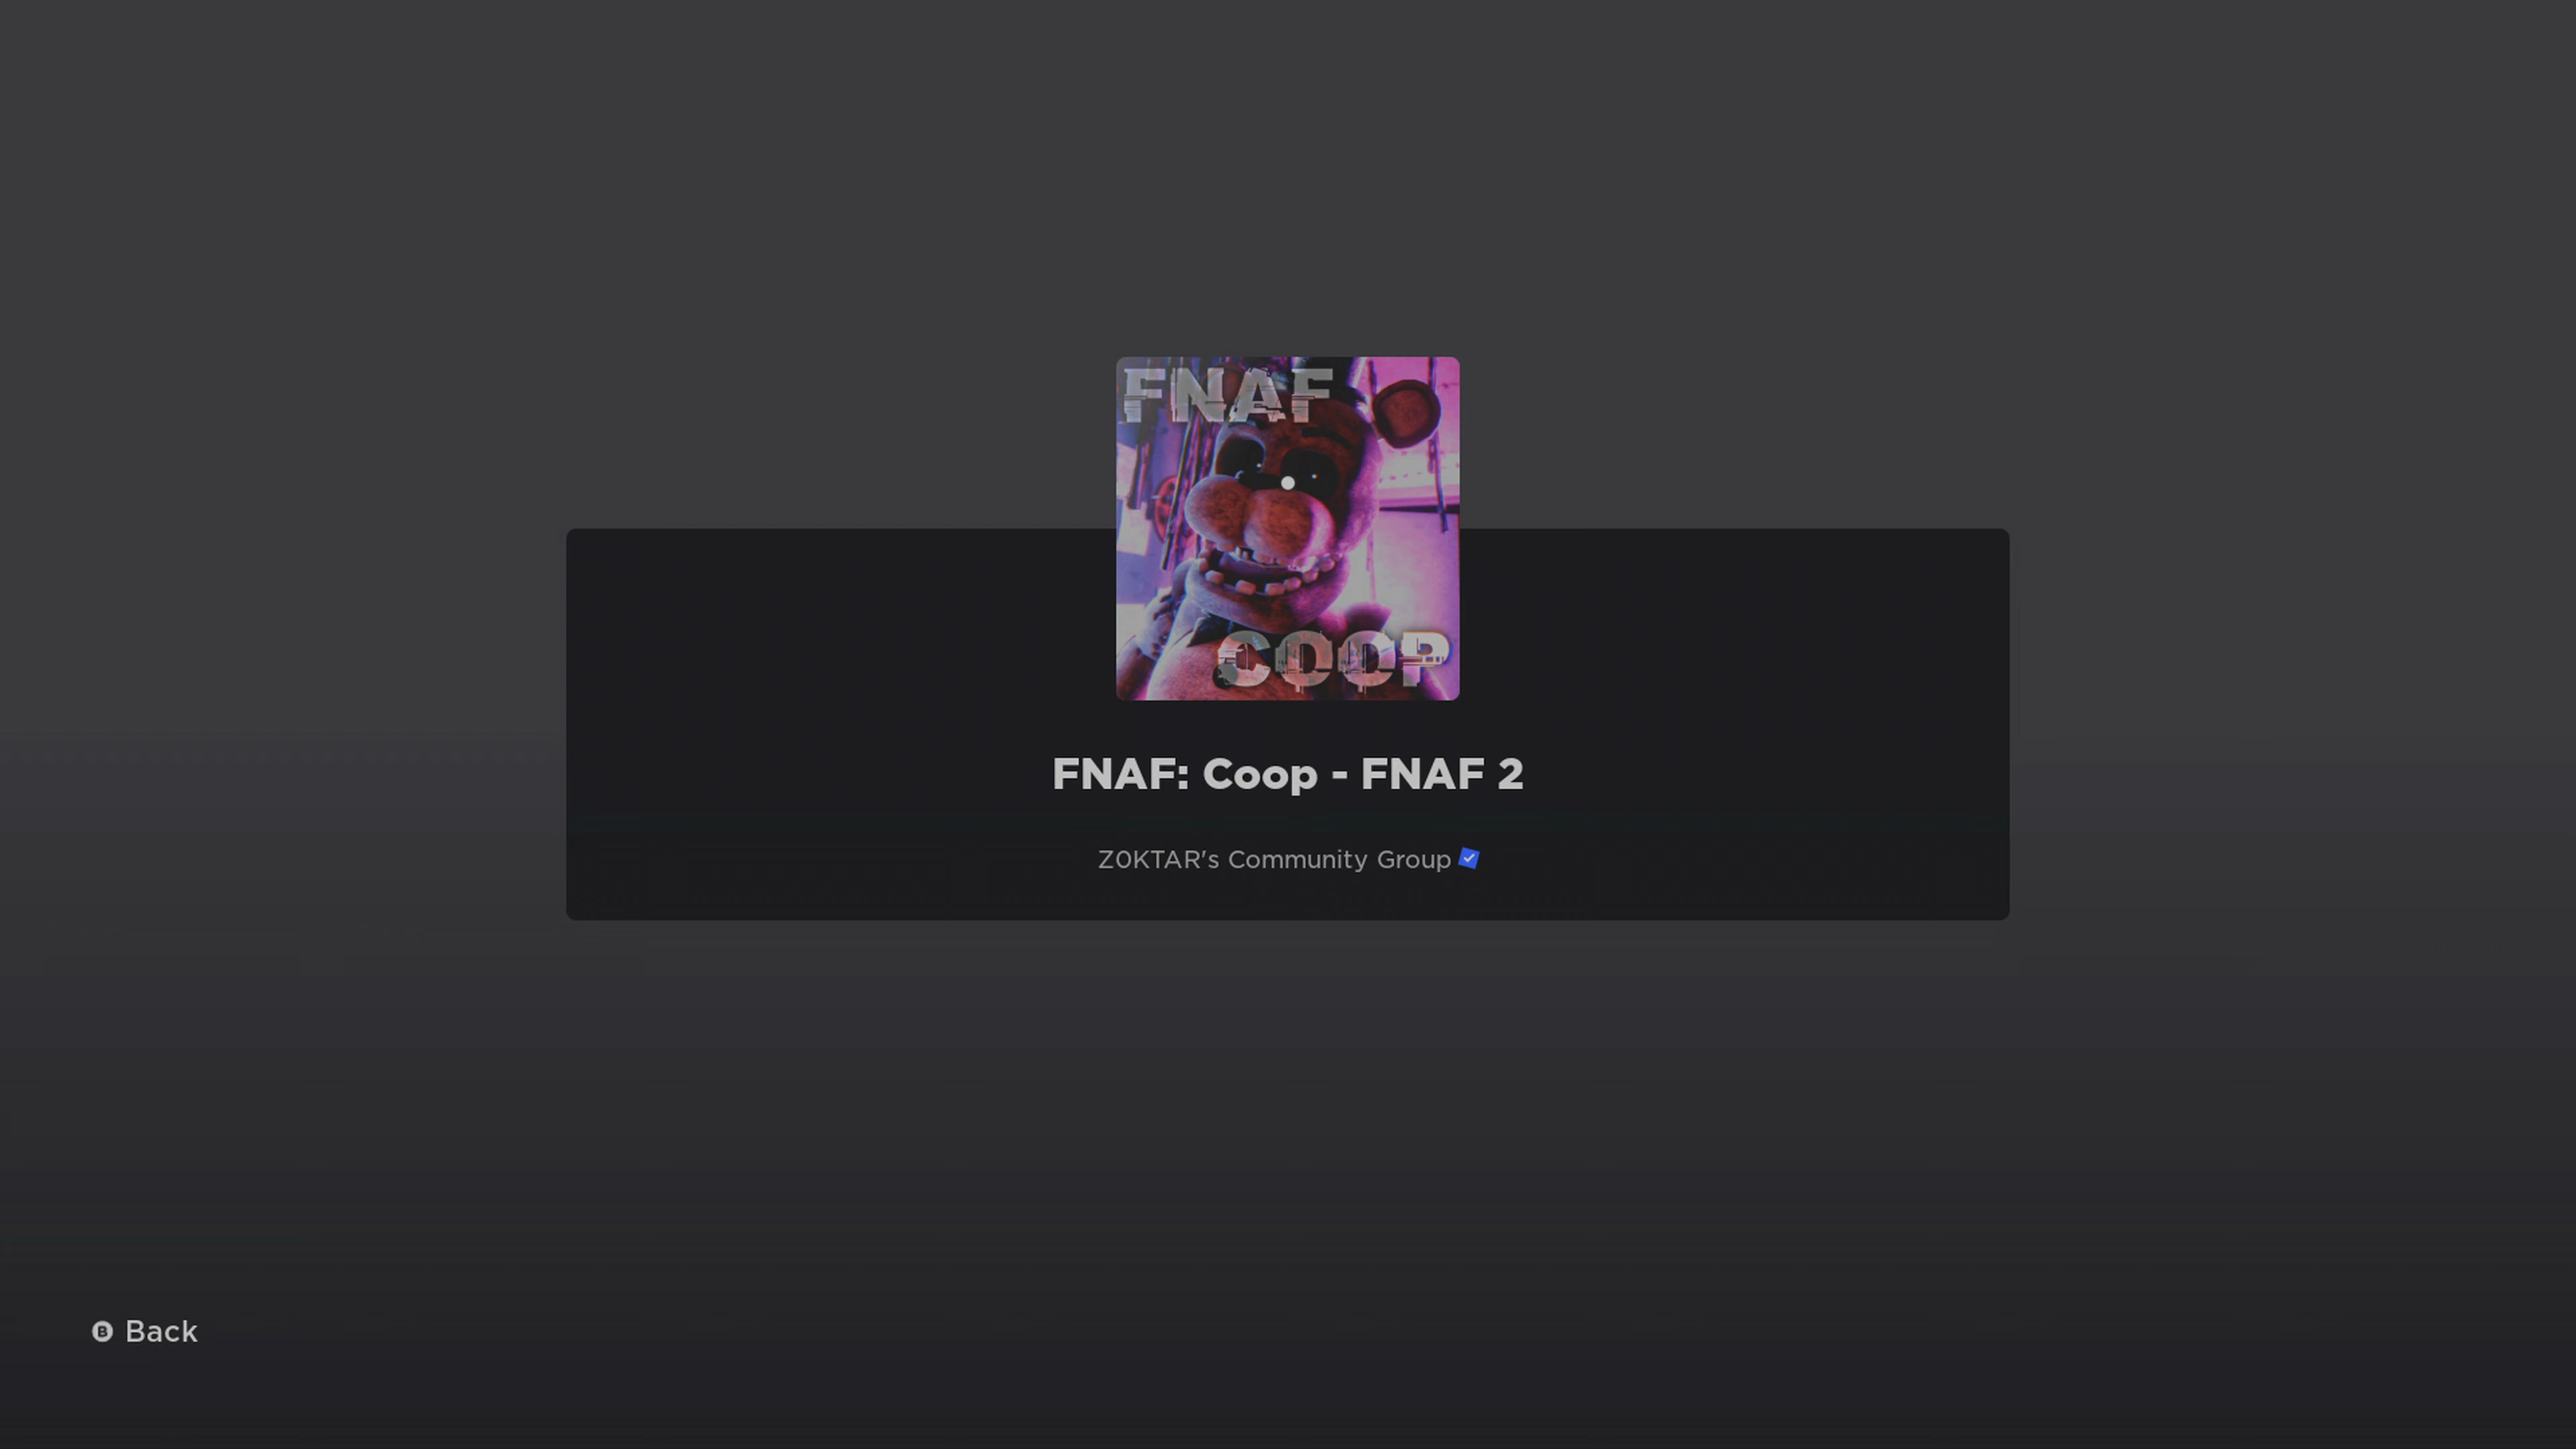 FNAF
COOP
FNAF: Coop - FNAF 2
Z0KTAR's Community Group
B Back